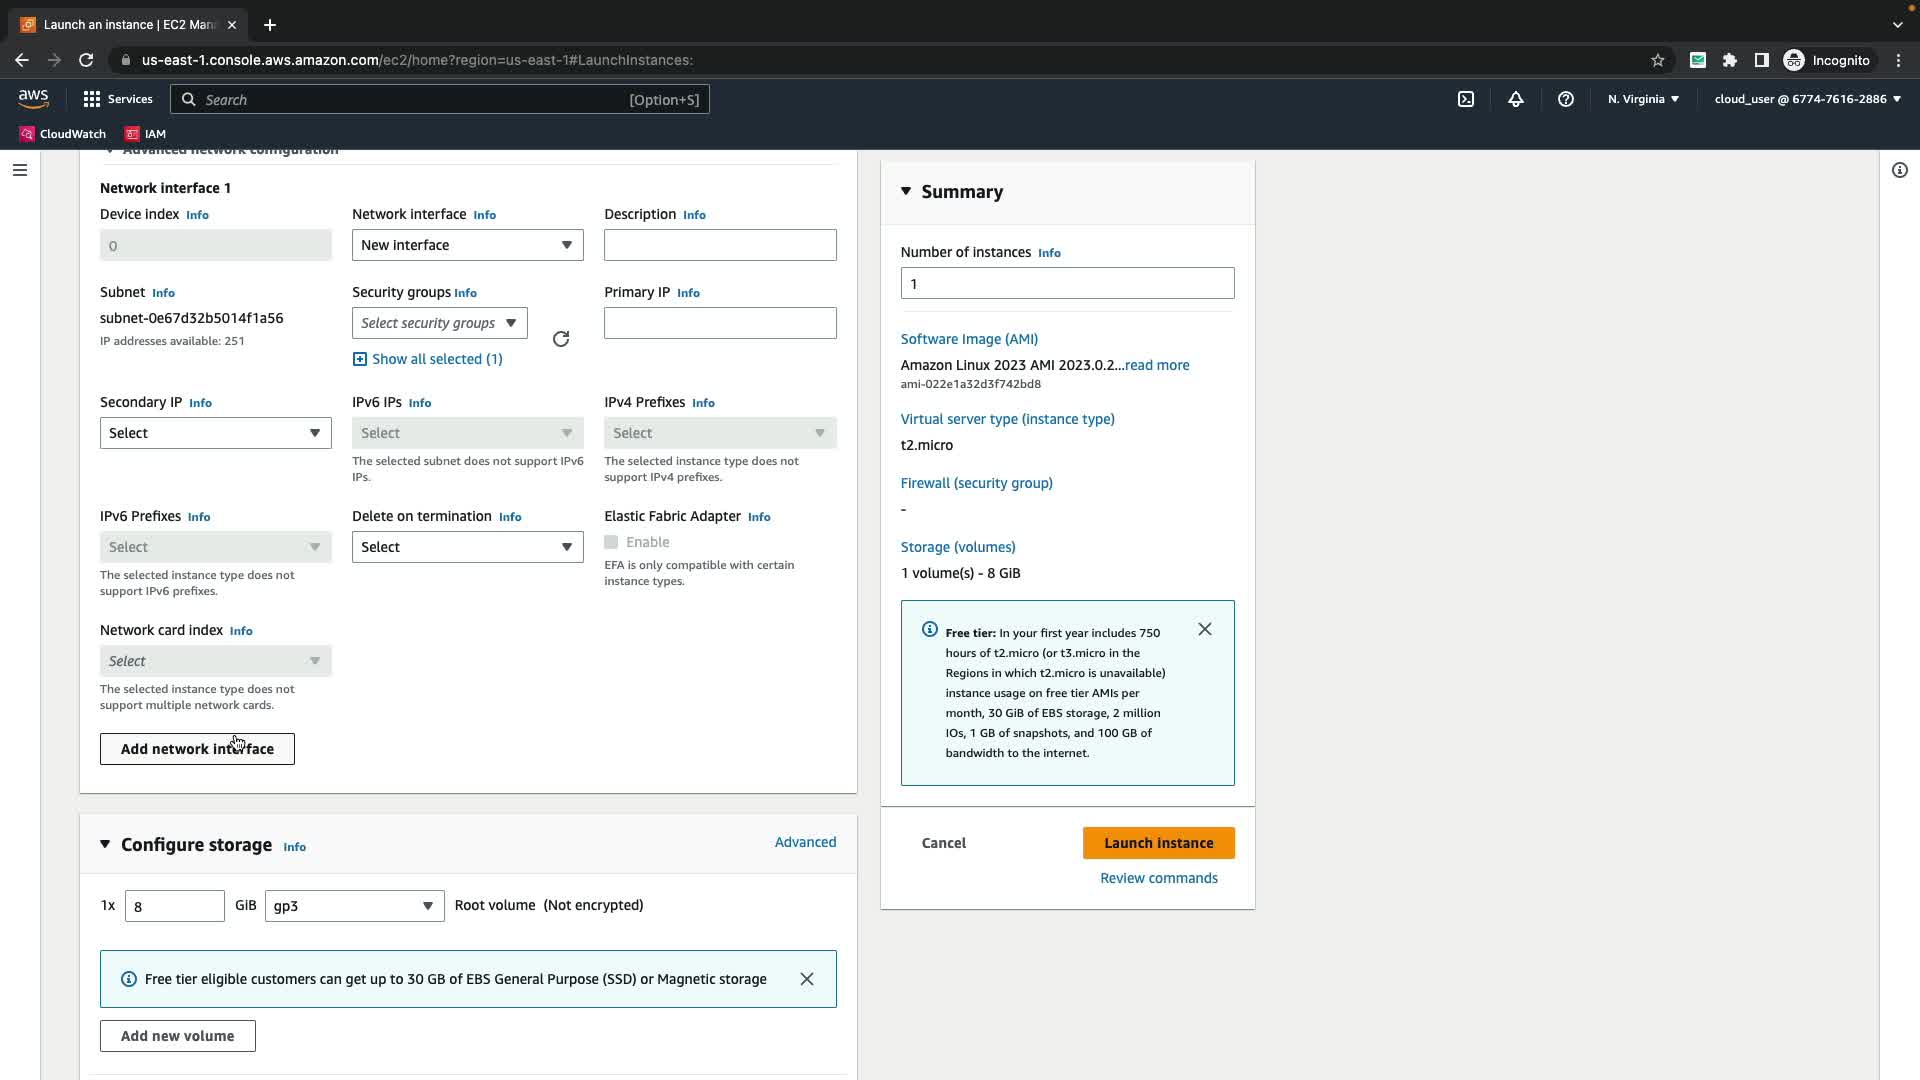 Launch an instance | EC2 Man
us-east-1.console.aws.amazon.com/ec2/home?region=us-east-1#LaunchInstances:
Incognito
aws
Services
Search
[Option+S]
N. Virginia
cloud_user @ 6774-7616-2886
CloudWatch
IAM
Advanced network configuration
Network interface 1
Device index Info
Network interface Info
Description Info
0
New interface
Subnet Info
Security groups Info
Primary IP Info
subnet-0e67d32b5014f1a56
Select security groups
IP addresses available: 251
Show all selected (1)
Secondary IP Info
IPv6 IPs Info
IPv4 Prefixes Info
Select
Select
Select
The selected subnet does not support IPv6
IPs.
The selected instance type does not
support IPv4 prefixes.
IPv6 Prefixes Info
Delete on termination Info
Elastic Fabric Adapter Info
Select
Select
Enable
The selected instance type does not
support IPv6 prefixes.
EFA is only compatible with certain
instance types.
Network card index Info
Select
The selected instance type does not
support multiple network cards.
Add network interface
Configure storage Info
Advanced
1x 8 GiB gp3 Root volume (Not encrypted)
Free tier eligible customers can get up to 30 GB of EBS General Purpose (SSD) or Magnetic storage
Add new volume
Summary
Number of instances Info
1
Software Image (AMI)
Amazon Linux 2023 AMI 2023.0.2...read more
ami-022e1a32d3f742bd8
Virtual server type (instance type)
t2.micro
Firewall (security group)
-
Storage (volumes)
1 volume(s) - 8 GiB
Free tier: In your first year includes 750
hours of t2.micro (or t3.micro in the
Regions in which t2.micro is unavailable)
instance usage on free tier AMIs per
month, 30 GiB of EBS storage, 2 million
IOs, 1 GB of snapshots, and 100 GB of
bandwidth to the internet.
Cancel
Launch instance
Review commands